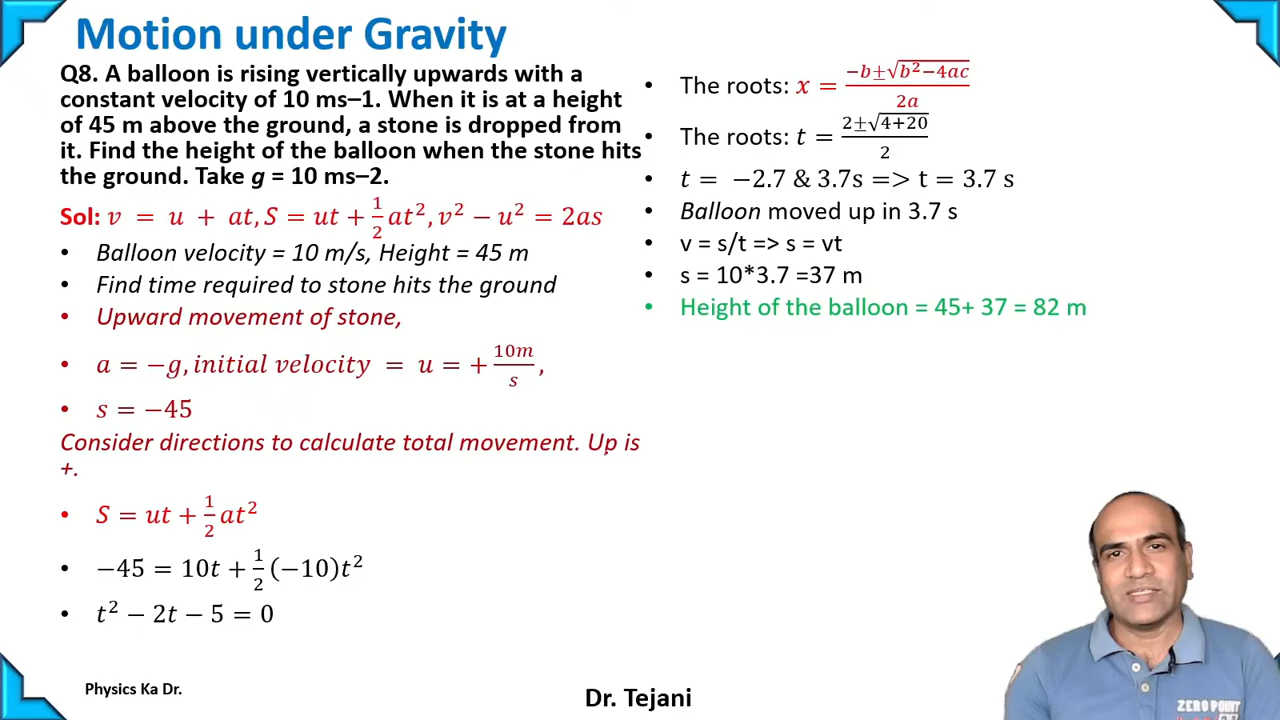 Motion under Gravity
Q8. A balloon is rising vertically upwards with a
constant velocity of 10 ms–1. When it is at a height
of 45 m above the ground, a stone is dropped from
it. Find the height of the balloon when the stone hits
the ground. Take g = 10 ms–2.
Sol: v = u + at, S = ut + 1/2 at², v² − u² = 2as
• Balloon velocity = 10 m/s, Height = 45 m
• Find time required to stone hits the ground
• Upward movement of stone,
• a = −g, initial velocity = u = + 10m/s,
• s = −45
Consider directions to calculate total movement. Up is
+.
• S = ut + 1/2 at²
• −45 = 10t + 1/2 (−10)t²
• t² − 2t − 5 = 0
• The roots: x = −b±√b²−4ac / 2a
• The roots: t = 2±√4+20 / 2
• t = −2.7 & 3.7s => t = 3.7 s
• Balloon moved up in 3.7 s
• v = s/t => s = vt
• s = 10*3.7 =37 m
• Height of the balloon = 45+ 37 = 82 m
Physics Ka Dr.
Dr. Tejani
ZERO POINT